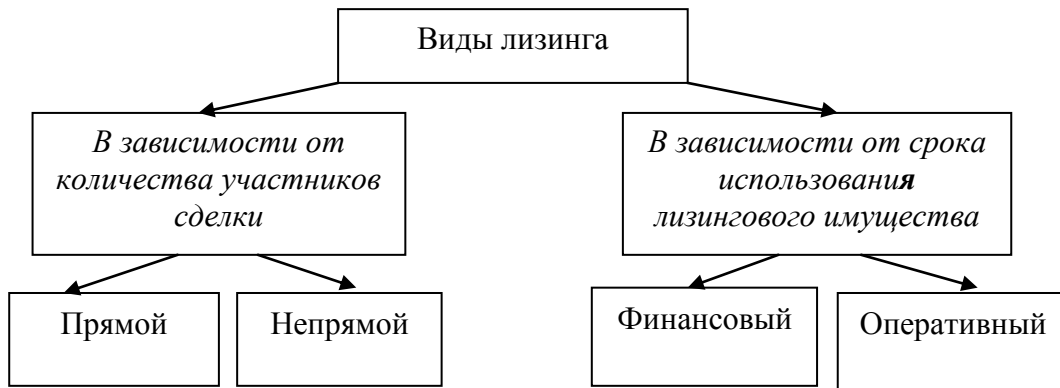 Виды лизинга
В зависимости от
количества участников
сделки
В зависимости от срока
использования
лизингового имущества
Прямой
Непрямой
Финансовый
Оперативный